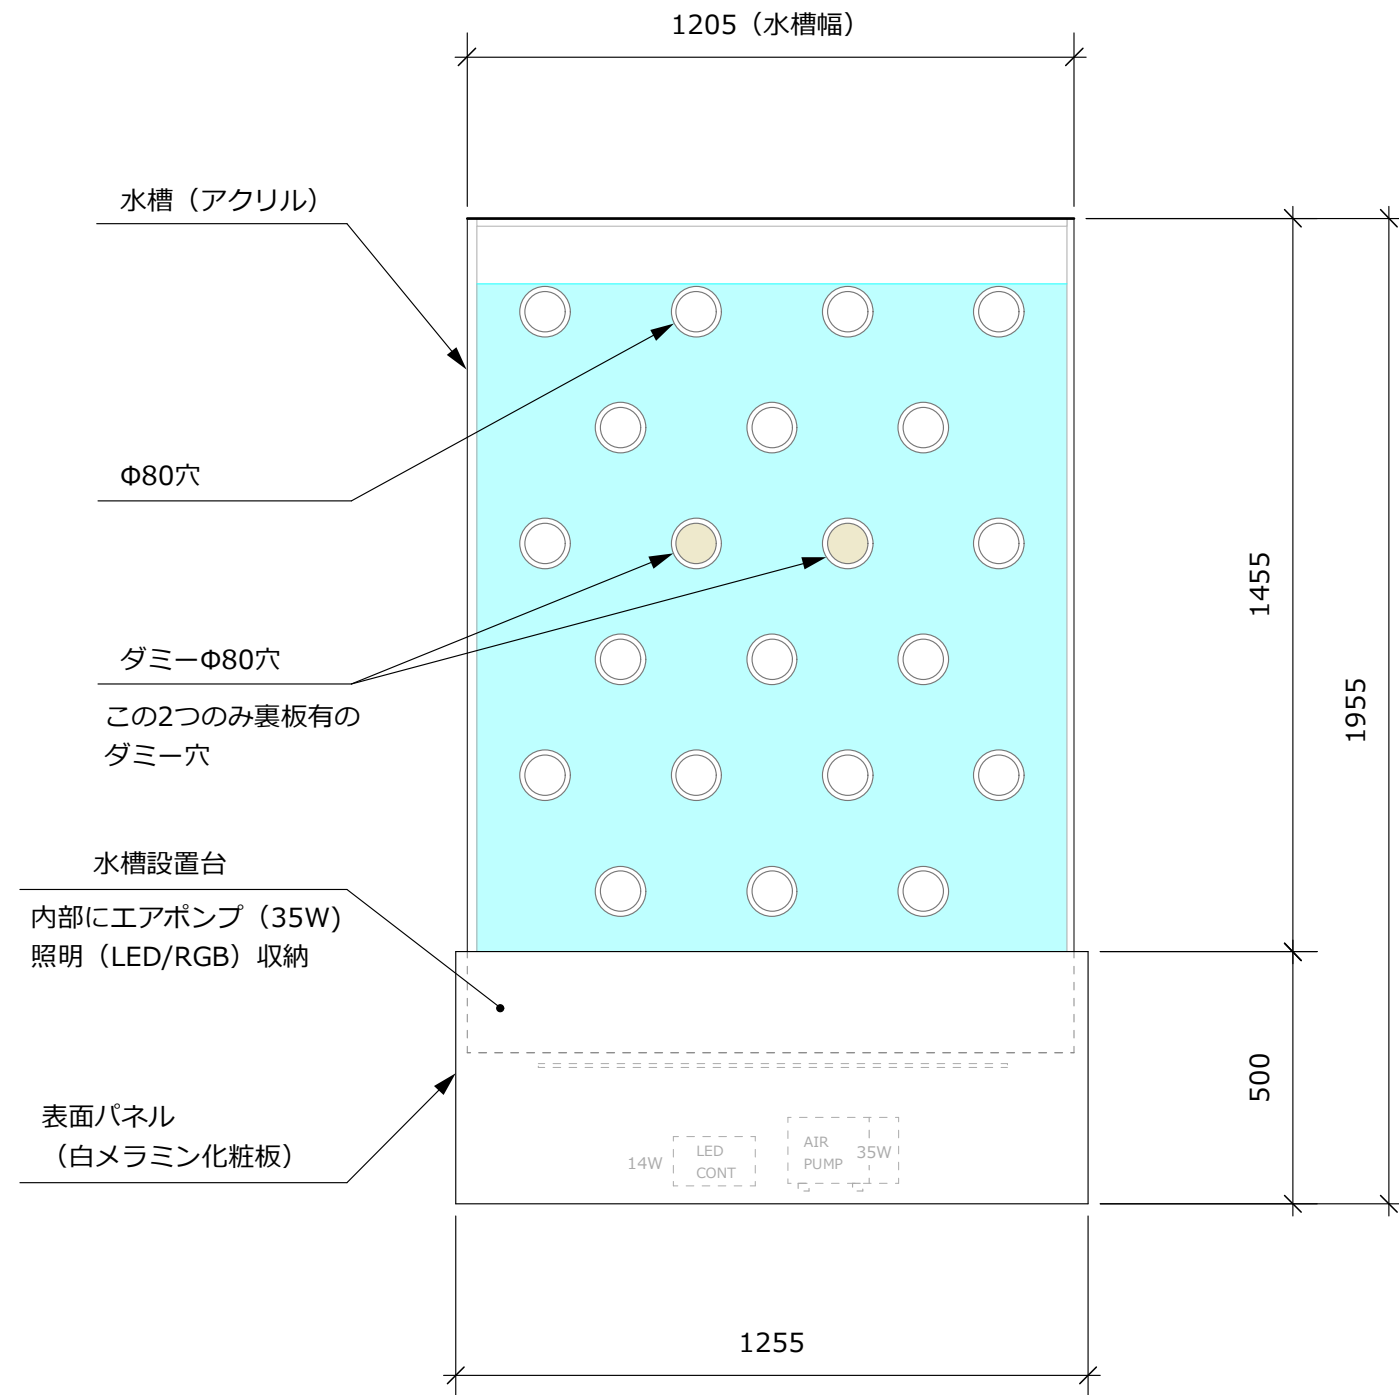 1205（水槽幅）
水槽（アクリル）
Φ80穴
1455
ダミーΦ80穴
1955
この2つのみ裏板有の
ダミー穴
水槽設置台
内部にエアポンプ（35W)
照明（LED/RGB）収納
500
表面パネル
（白メラミン化粧板）
14W
LED
CONT
AIR
PUMP
35W
1255